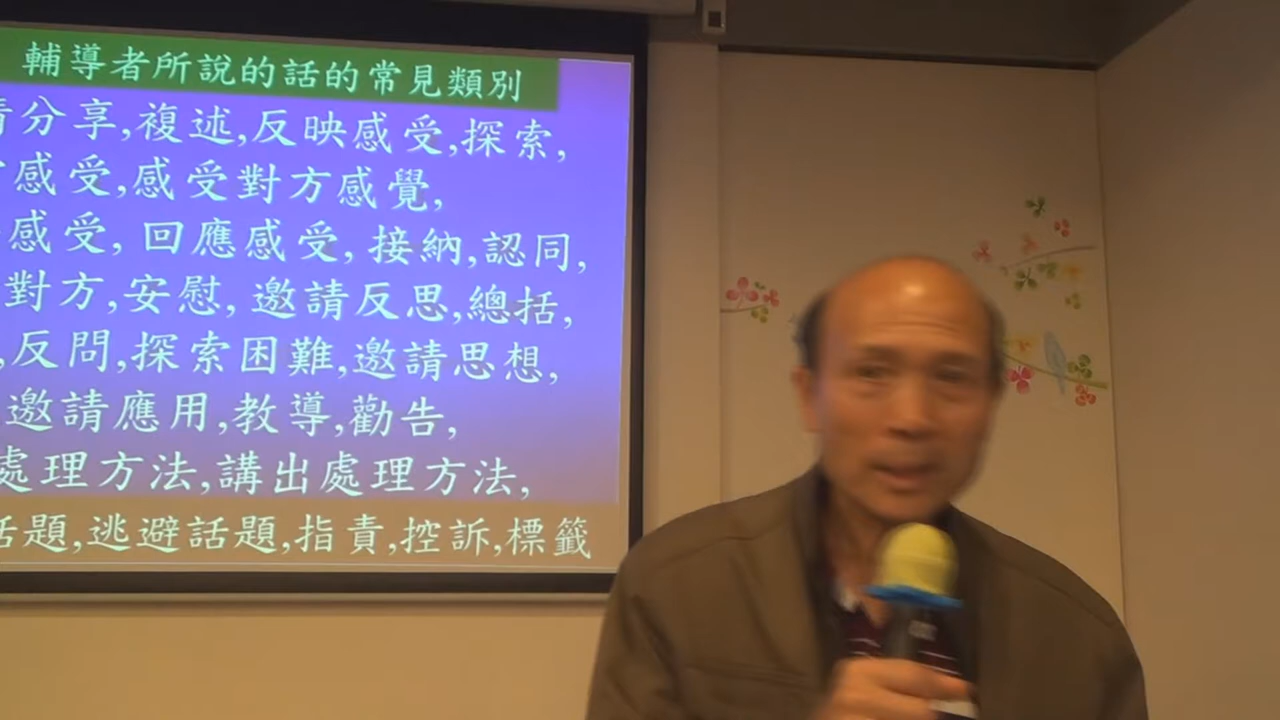 輔導者所說的話的常見類別
分享,複述,反映感受,探索,
感受,感受對方感覺,
感受, 回應感受, 接納,認同,
對方,安慰, 邀請反思,總括,
,反問,探索困難,邀請思想,
邀請應用,教導,勸告,
處理方法,講出處理方法,
話題,逃避話題,指責,控訴,標籤